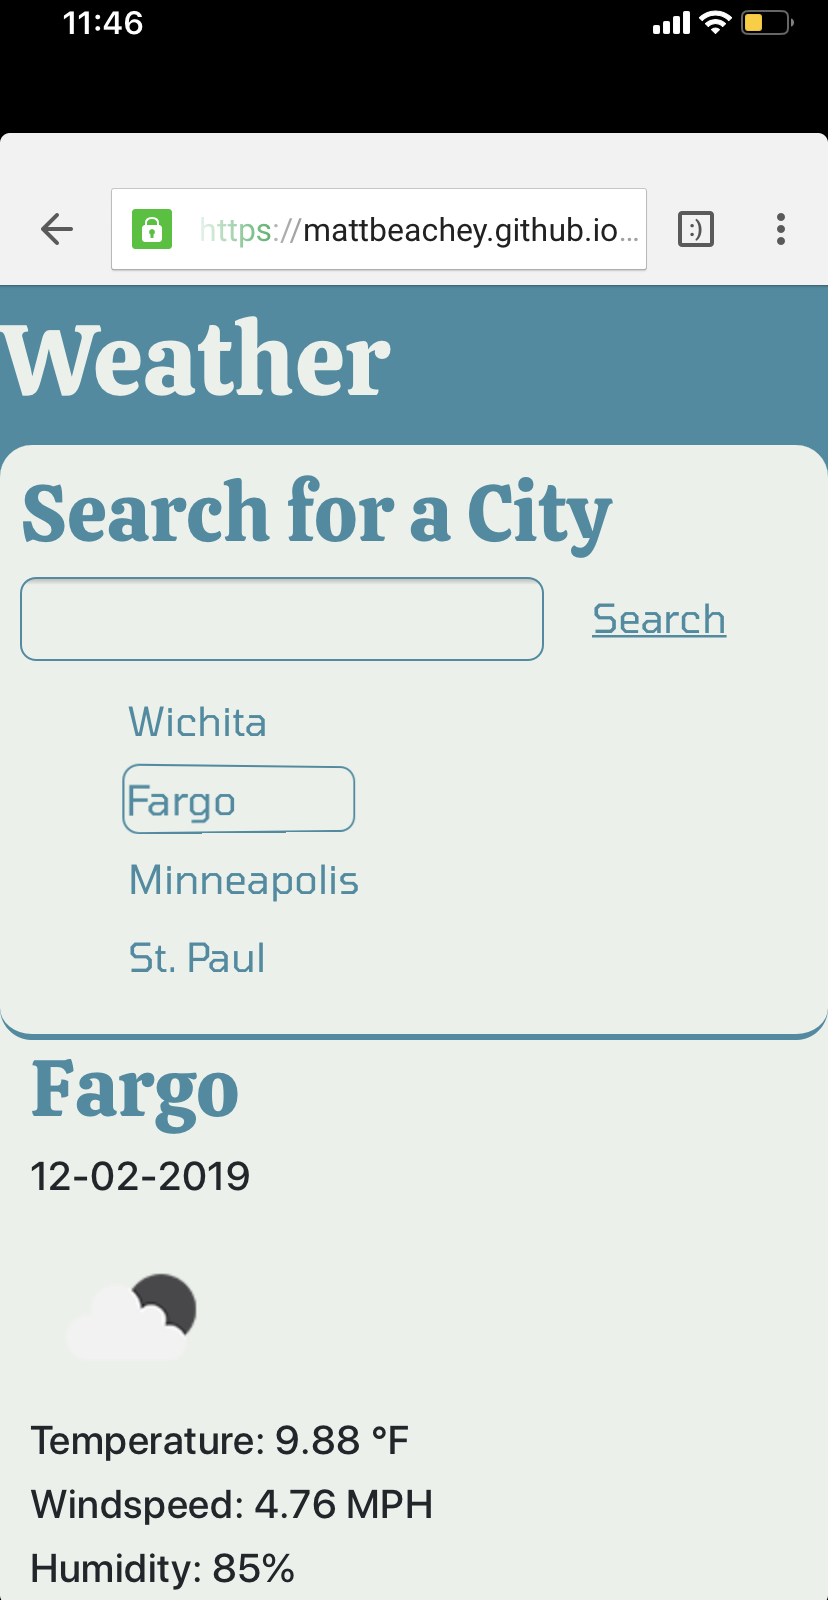 11:46
https://mattbeachey.github.io...
:)
Weather
Search for a City
Search
Wichita
Fargo
Minneapolis
St. Paul
Fargo
12-02-2019
Temperature: 9.88 °F
Windspeed: 4.76 MPH
Humidity: 85%